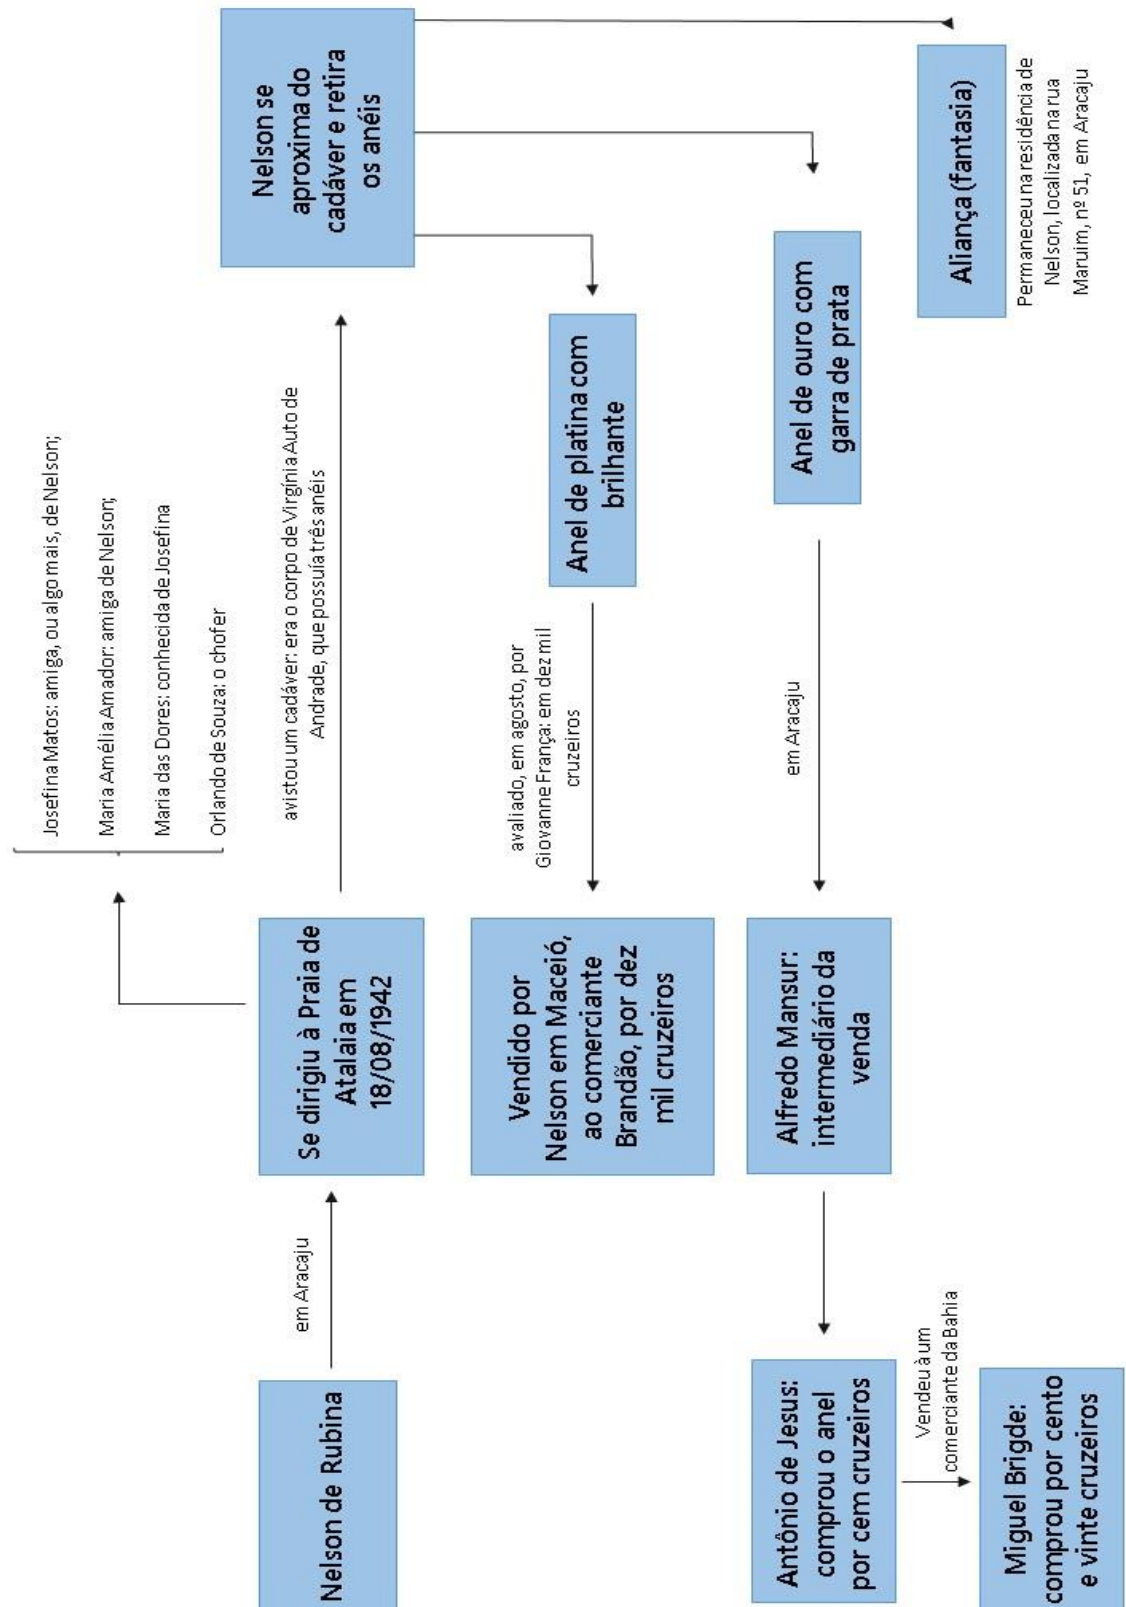 Nelson de Rubina
em Aracaju
Se dirigiu à Praia de
Atalaia em
18/08/1942
Josefina Matos: amiga, ou algo mais, de Nelson;
Maria Amélia Amador: amiga de Nelson;
Maria das Dores: conhecida de Josefina
Orlando de Souza: o chofer
avistou um cadáver: era o corpo de Virgínia Auto de
Andrade, que possuía três anéis
Nelson se
aproxima do
cadáver e retira
os anéis
Anel de platina com
brilhante
avaliado, em agosto, por
Giovanne França: em dez mil
cruzeiros
Vendido por
Nelson em Maceió,
ao comerciante
Brandão, por dez
mil cruzeiros
Anel de ouro com
garra de prata
em Aracaju
Alfredo Mansur:
intermediário da
venda
Antônio de Jesus:
comprou o anel
por cem cruzeiros
Vendeu à um
comerciante da Bahia
Miguel Brigde:
comprou por cento
e vinte cruzeiros
Aliança (fantasia)
Permaneceu na residência de
Nelson, localizada na rua
Maruim, nº 51, em Aracaju